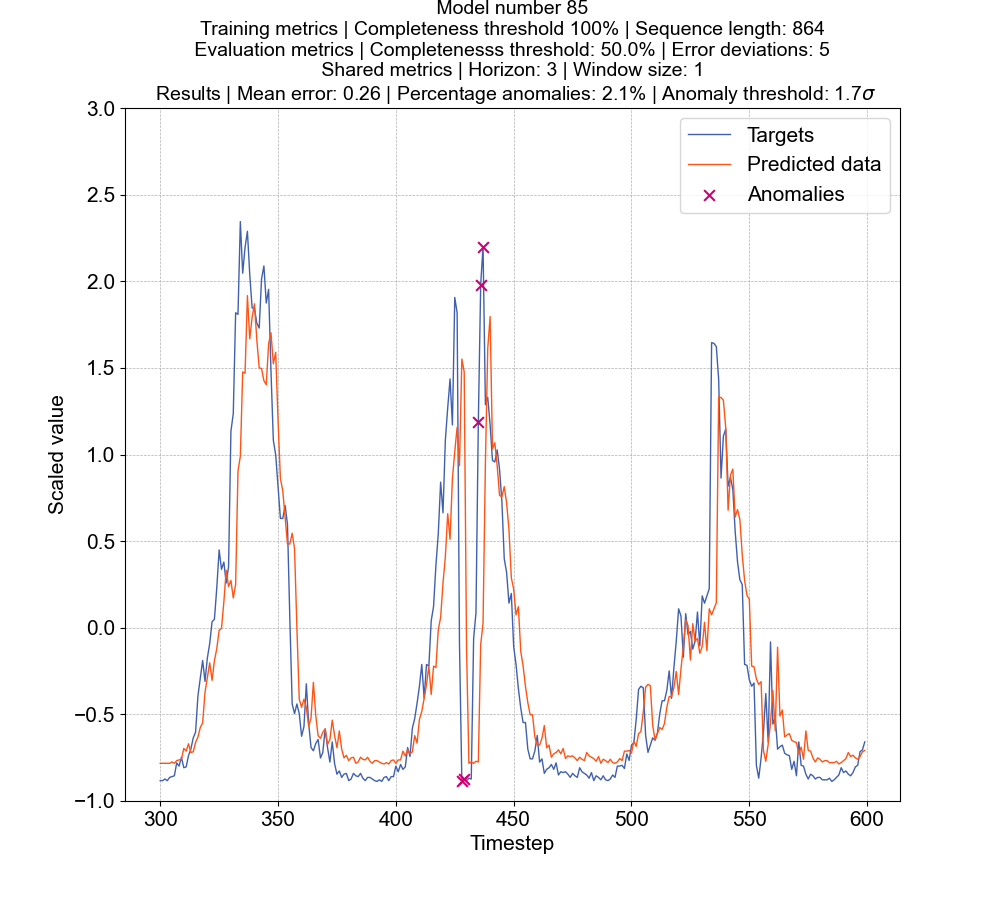 Model number 85
Training metrics | Completeness threshold 100% | Sequence length: 864
Evaluation metrics | Completenesss threshold: 50.0% | Error deviations: 5
Shared metrics | Horizon: 3 | Window size: 1
Results | Mean error: 0.26 | Percentage anomalies: 2.1% | Anomaly threshold: 1.7σ
Targets
Predicted data
Anomalies
Scaled value
3.0
2.5
2.0
1.5
1.0
0.5
0.0
−0.5
−1.0
300 350 400 450 500 550 600
Timestep